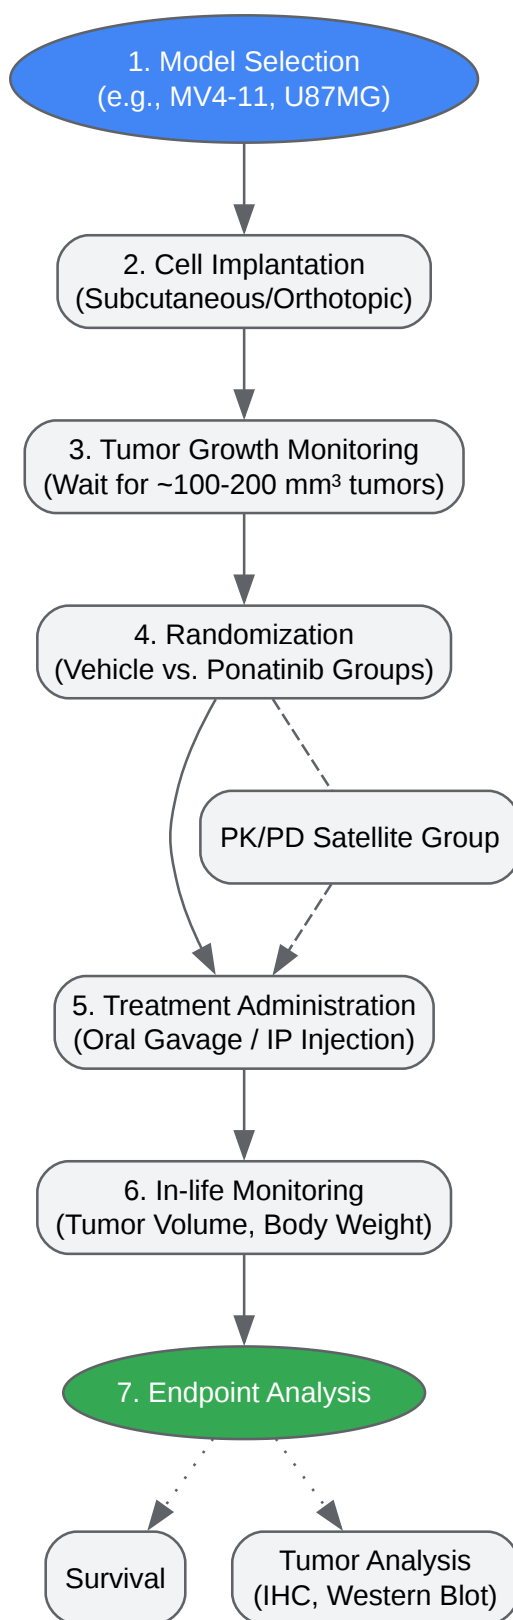 1. Model Selection
(e.g., MV4-11, U87MG)
2. Cell Implantation
(Subcutaneous/Orthotopic)
3. Tumor Growth Monitoring
(Wait for ~100-200 mm³ tumors)
4. Randomization
(Vehicle vs. Ponatinib Groups)
PK/PD Satellite Group
5. Treatment Administration
(Oral Gavage / IP Injection)
6. In-life Monitoring
(Tumor Volume, Body Weight)
7. Endpoint Analysis
Survival
Tumor Analysis
(IHC, Western Blot)